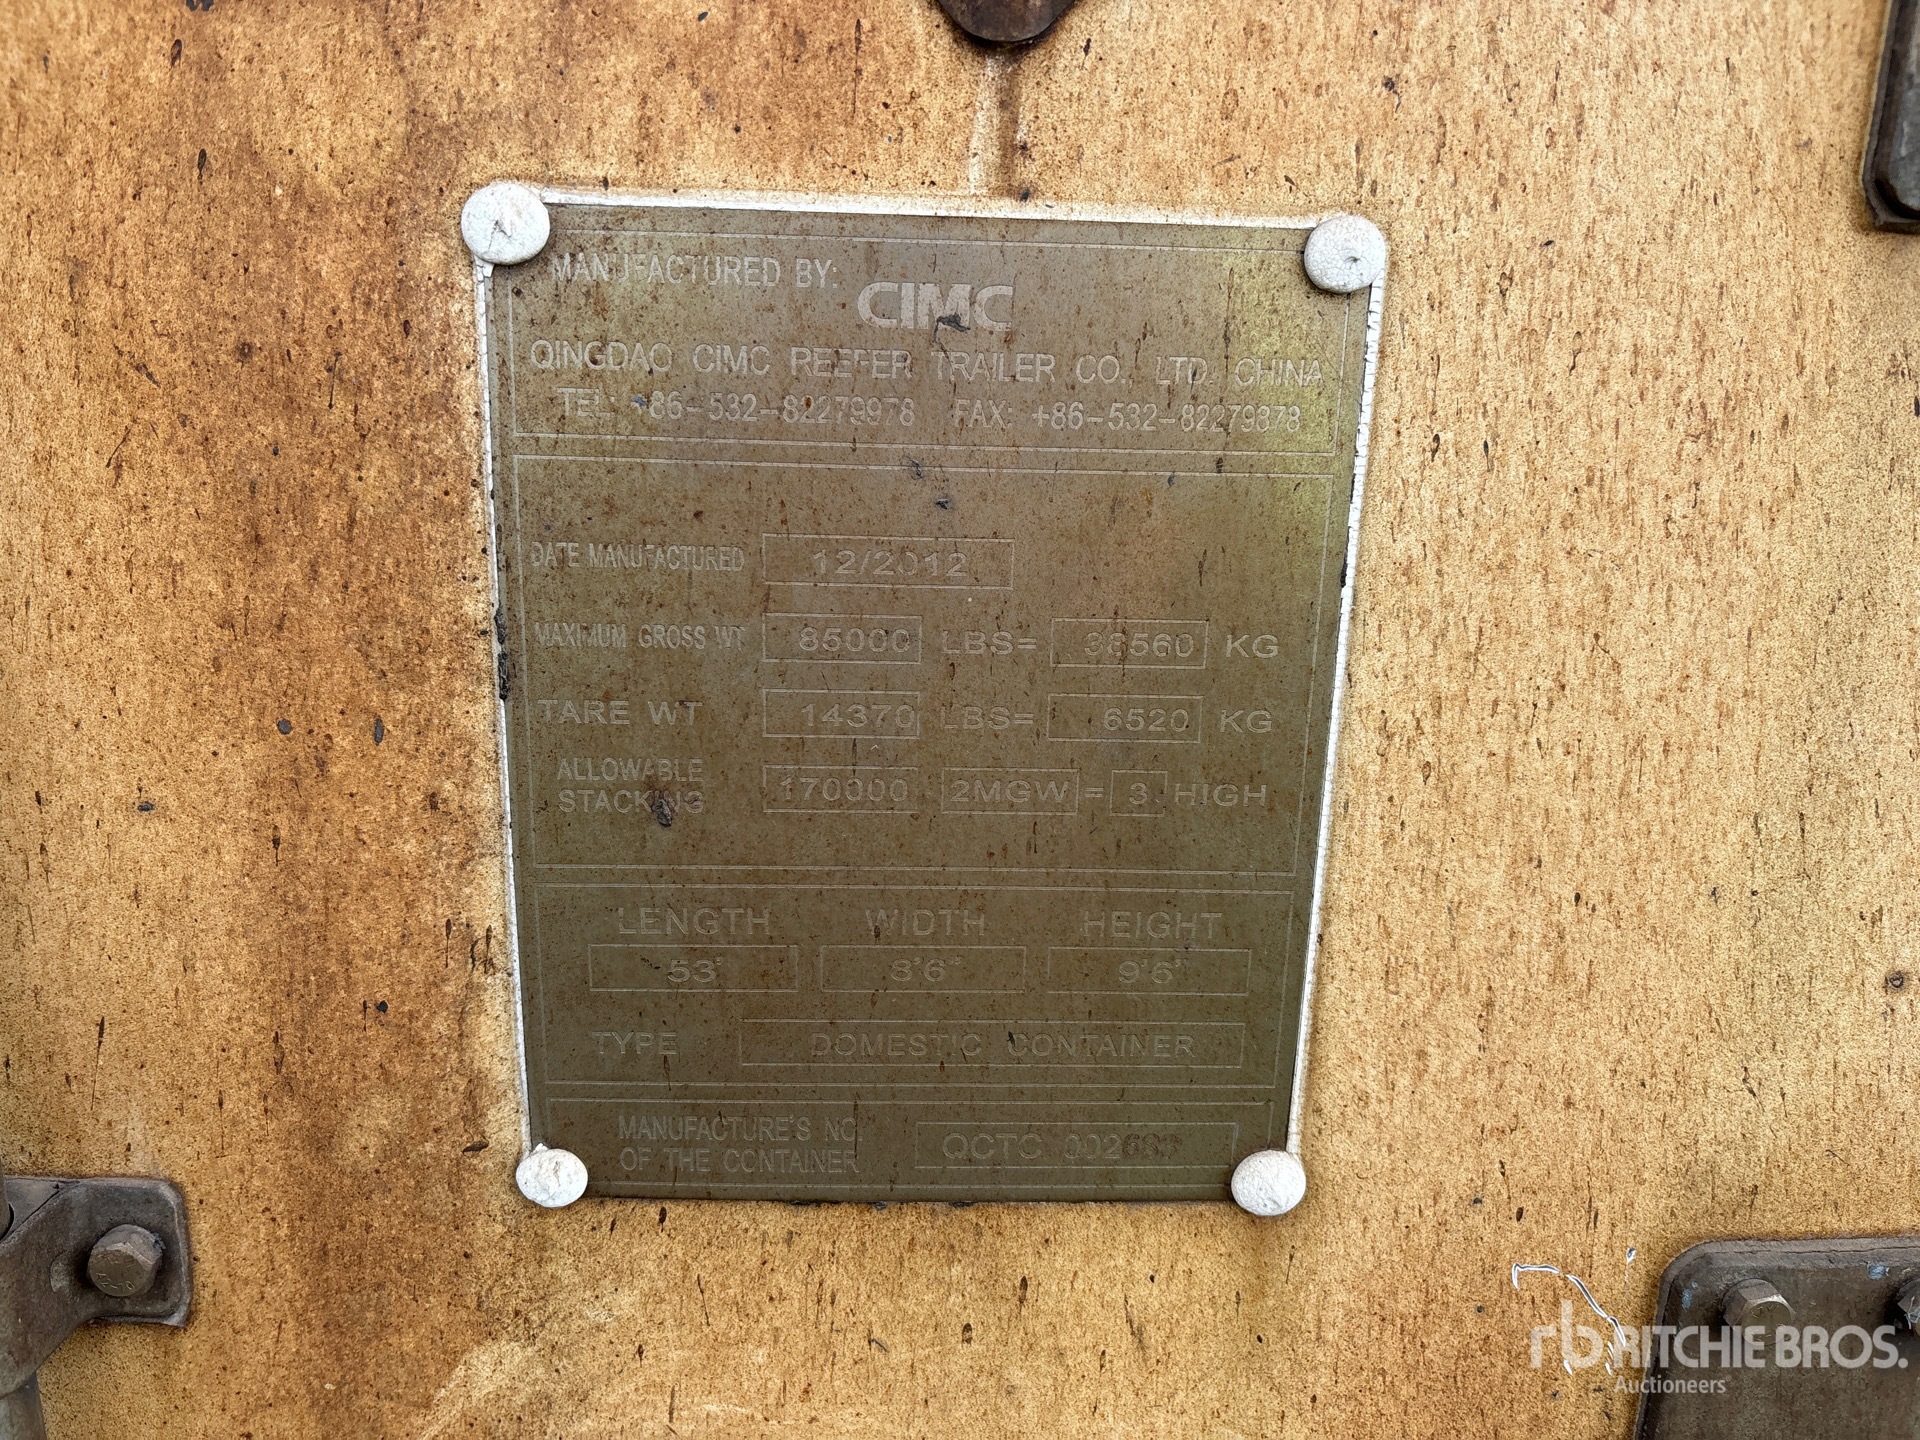 MANUFACTURED BY: CIMC
QINGDAO CIMC REEFER TRAILER CO., LTD. CHINA
TEL: +86-532-82279978 FAX: +86-532-82279878
DATE MANUFACTURED 12/2012
MAXIMUM GROSS WT 85000 LBS= 38560 KG
TARE WT 14370 LBS= 6520 KG
ALLOWABLE STACKING 170000 2MGW = 3 HIGH
LENGTH WIDTH HEIGHT
53' 8'6" 9'6"
TYPE DOMESTIC CONTAINER
MANUFACTURE'S NO
OF THE CONTAINER QCTC
rb RITCHIE BROS.
Auctioneers